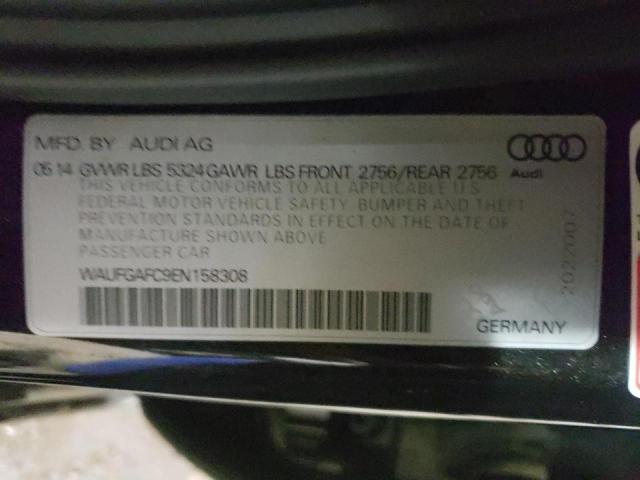 MFD. BY AUDI AG
05 14 GVWR LBS 5324 GAWR LBS FRONT 2756/REAR 2756
Audi
THIS VEHICLE CONFORMS TO ALL APPLICABLE U.S
FEDERAL MOTOR VEHICLE SAFETY, BUMPER AND THEFT
PREVENTION STANDARDS IN EFFECT ON THE DATE OF
MANUFACTURE SHOWN ABOVE
PASSENGER CAR
WAUFGAFC9EN158308
GERMANY
2022007